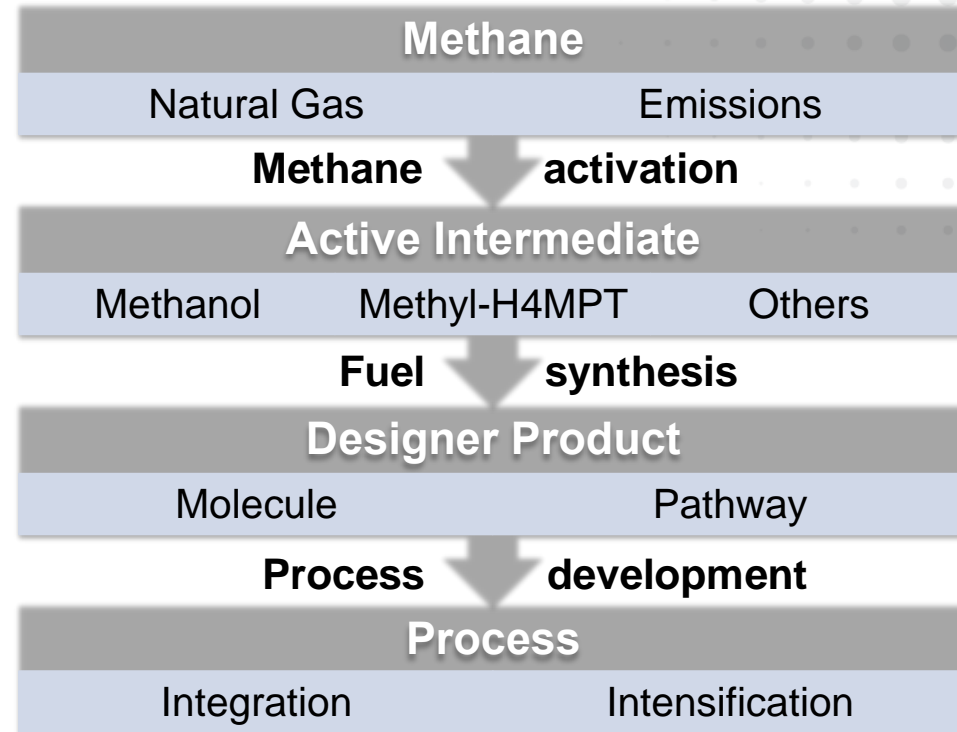 Methane
Natural Gas Emissions
Methane activation
Active Intermediate
Methanol Methyl-H4MPT Others
Fuel synthesis
Designer Product
Molecule Pathway
Process development
Process
Integration Intensification